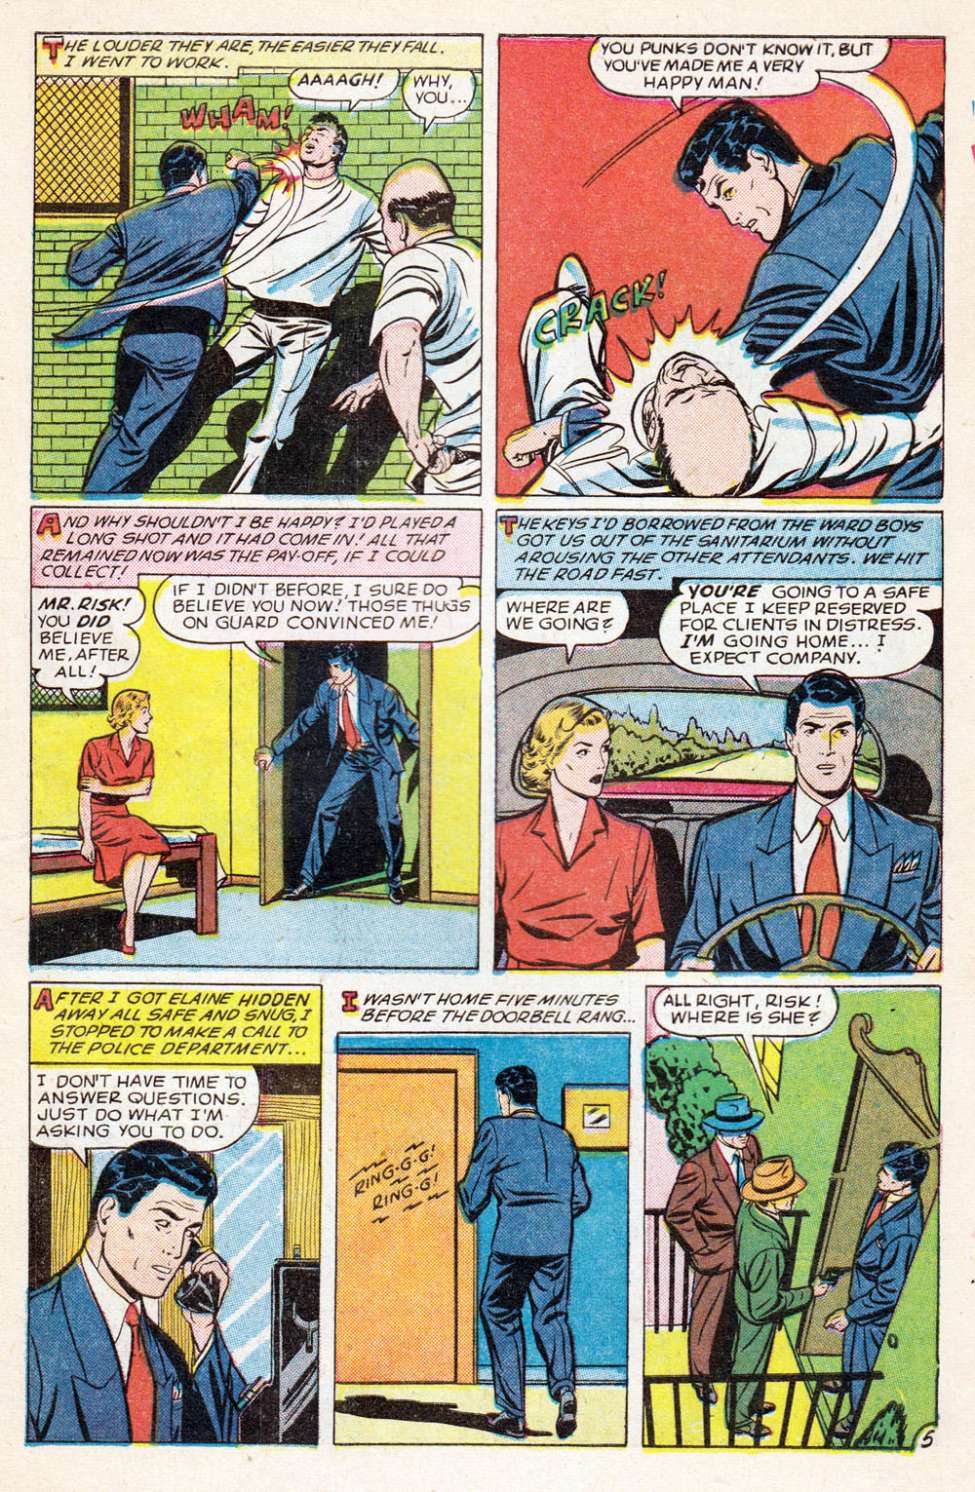 THE LOUDER THEY ARE, THE EASIER THEY FALL.
I WENT TO WORK.
WHAM!
AAAAGH!
WHY,
YOU...
YOU PUNKS DON'T KNOW IT, BUT
YOU'VE MADE ME A VERY
HAPPY MAN!
CRACK!
AND WHY SHOULDN'T I BE HAPPY? I'D PLAYED A
LONG SHOT AND IT HAD COME IN! ALL THAT
REMAINED NOW WAS THE PAY-OFF, IF I COULD
COLLECT!
MR. RISK!
YOU DID
BELIEVE
ME, AFTER
ALL!
IF I DIDN'T BEFORE, I SURE DO
BELIEVE YOU NOW! THOSE THUGS
ON GUARD CONVINCED ME!
THE KEYS I'D BORROWED FROM THE WARD BOYS
GOT US OUT OF THE SANITARIUM WITHOUT
AROUSING THE OTHER ATTENDANTS. WE HIT
THE ROAD FAST.
WHERE ARE
WE GOING?
YOU'RE GOING TO A SAFE
PLACE I KEEP RESERVED
FOR CLIENTS IN DISTRESS.
I'M GOING HOME... I
EXPECT COMPANY.
AFTER I GOT ELAINE HIDDEN
AWAY ALL SAFE AND SNUG, I
STOPPED TO MAKE A CALL TO
THE POLICE DEPARTMENT...
I DON'T HAVE TIME TO
ANSWER QUESTIONS.
JUST DO WHAT I'M
ASKING YOU TO DO.
I WASN'T HOME FIVE MINUTES
BEFORE THE DOORBELL RANG...
RING-G-G!
RING-G!
ALL RIGHT, RISK!
WHERE IS SHE?
5